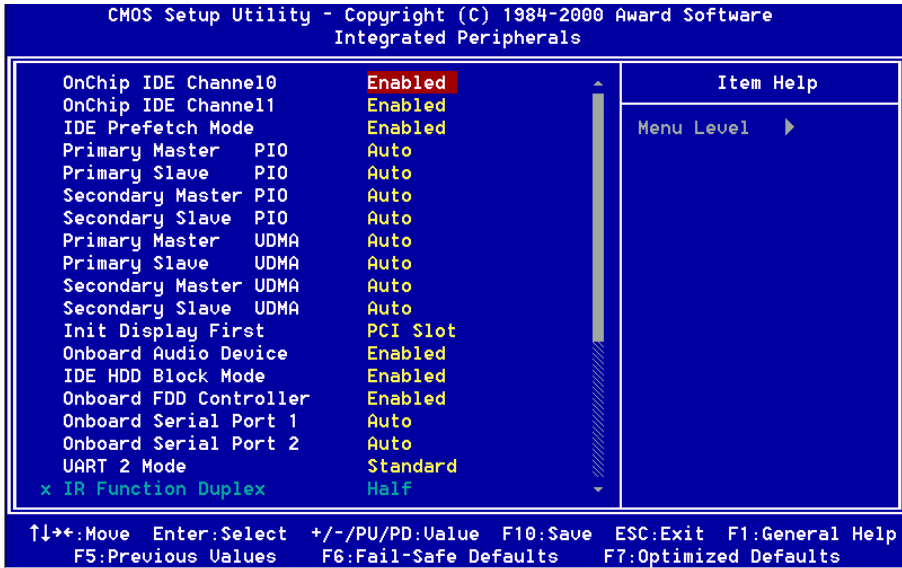 CMOS Setup Utility - Copyright (C) 1984-2000 Award Software
Integrated Peripherals
OnChip IDE Channel0 Enabled
OnChip IDE Channel1 Enabled
IDE Prefetch Mode Enabled
Primary Master PIO Auto
Primary Slave PIO Auto
Secondary Master PIO Auto
Secondary Slave PIO Auto
Primary Master UDMA Auto
Primary Slave UDMA Auto
Secondary Master UDMA Auto
Secondary Slave UDMA Auto
Init Display First PCI Slot
Onboard Audio Device Enabled
IDE HDD Block Mode Enabled
Onboard FDD Controller Enabled
Onboard Serial Port 1 Auto
Onboard Serial Port 2 Auto
UART 2 Mode Standard
x IR Function Duplex Half
Item Help
Menu Level ▶
↑↓→←:Move Enter:Select +/-/PU/PD:Value F10:Save ESC:Exit F1:General Help
F5:Previous Values F6:Fail-Safe Defaults F7:Optimized Defaults